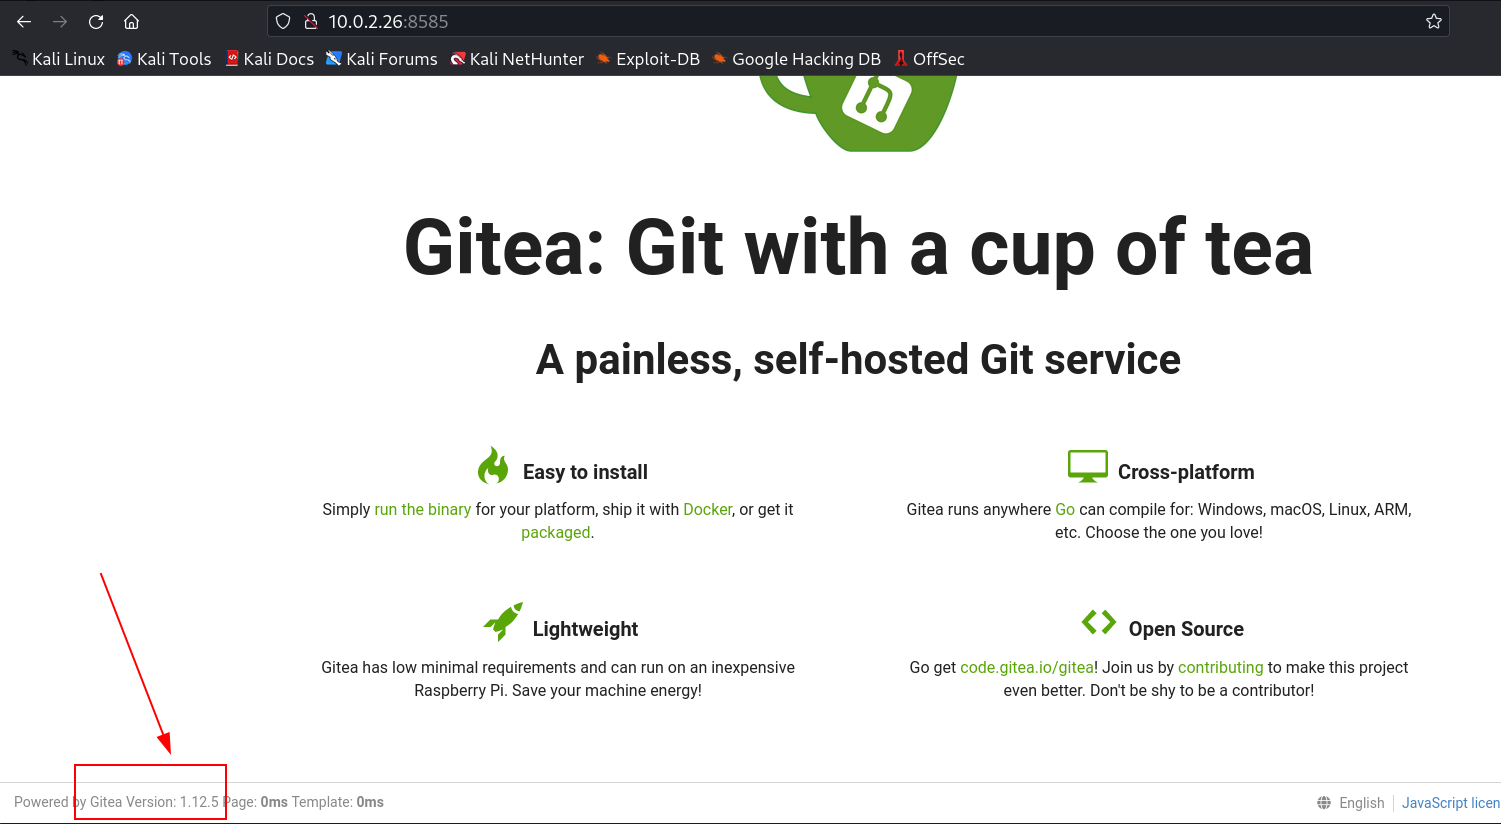 10.0.2.26:8585
Kali Linux Kali Tools Kali Docs Kali Forums Kali NetHunter Exploit-DB Google Hacking DB OffSec
Gitea: Git with a cup of tea
A painless, self-hosted Git service
Easy to install
Simply run the binary for your platform, ship it with Docker, or get it
packaged.
Cross-platform
Gitea runs anywhere Go can compile for: Windows, macOS, Linux, ARM,
etc. Choose the one you love!
Lightweight
Gitea has low minimal requirements and can run on an inexpensive
Raspberry Pi. Save your machine energy!
Open Source
Go get code.gitea.io/gitea! Join us by contributing to make this project
even better. Don't be shy to be a contributor!
Powered by Gitea Version: 1.12.5 Page: 0ms Template: 0ms
English JavaScript licen